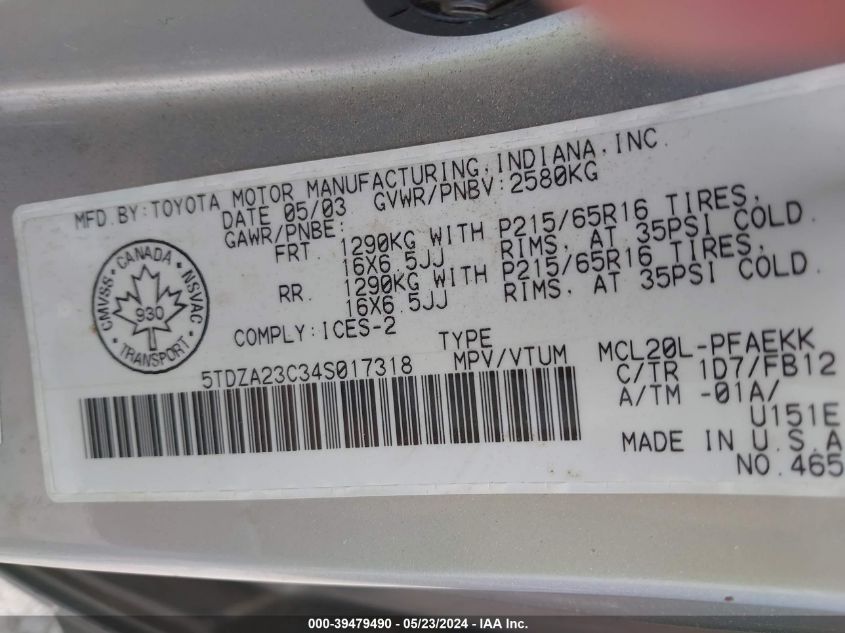 MFD.BY:TOYOTA MOTOR MANUFACTURING,INDIANA,INC.
DATE 05/03 GVWR/PNBV:2580KG
GAWR/PNBE:
FRT 1290KG WITH P215/65R16 TIRES,
16X6.5JJ RIMS, AT 35PSI COLD.
RR. 1290KG WITH P215/65R16 TIRES,
16X6.5JJ RIMS, AT 35PSI COLD.
COMPLY:ICES-2
CANADA
CMVSS · NSVAC
930
TRANSPORT
TYPE
5TDZA23C34S017318 MPV/VTUM
MCL20L-PFAEKK
C/TR 1D7/FB12
A/TM -01A/
U151E
MADE IN U.S.A
NO.465
000-39479490 - 05/23/2024 - IAA Inc.